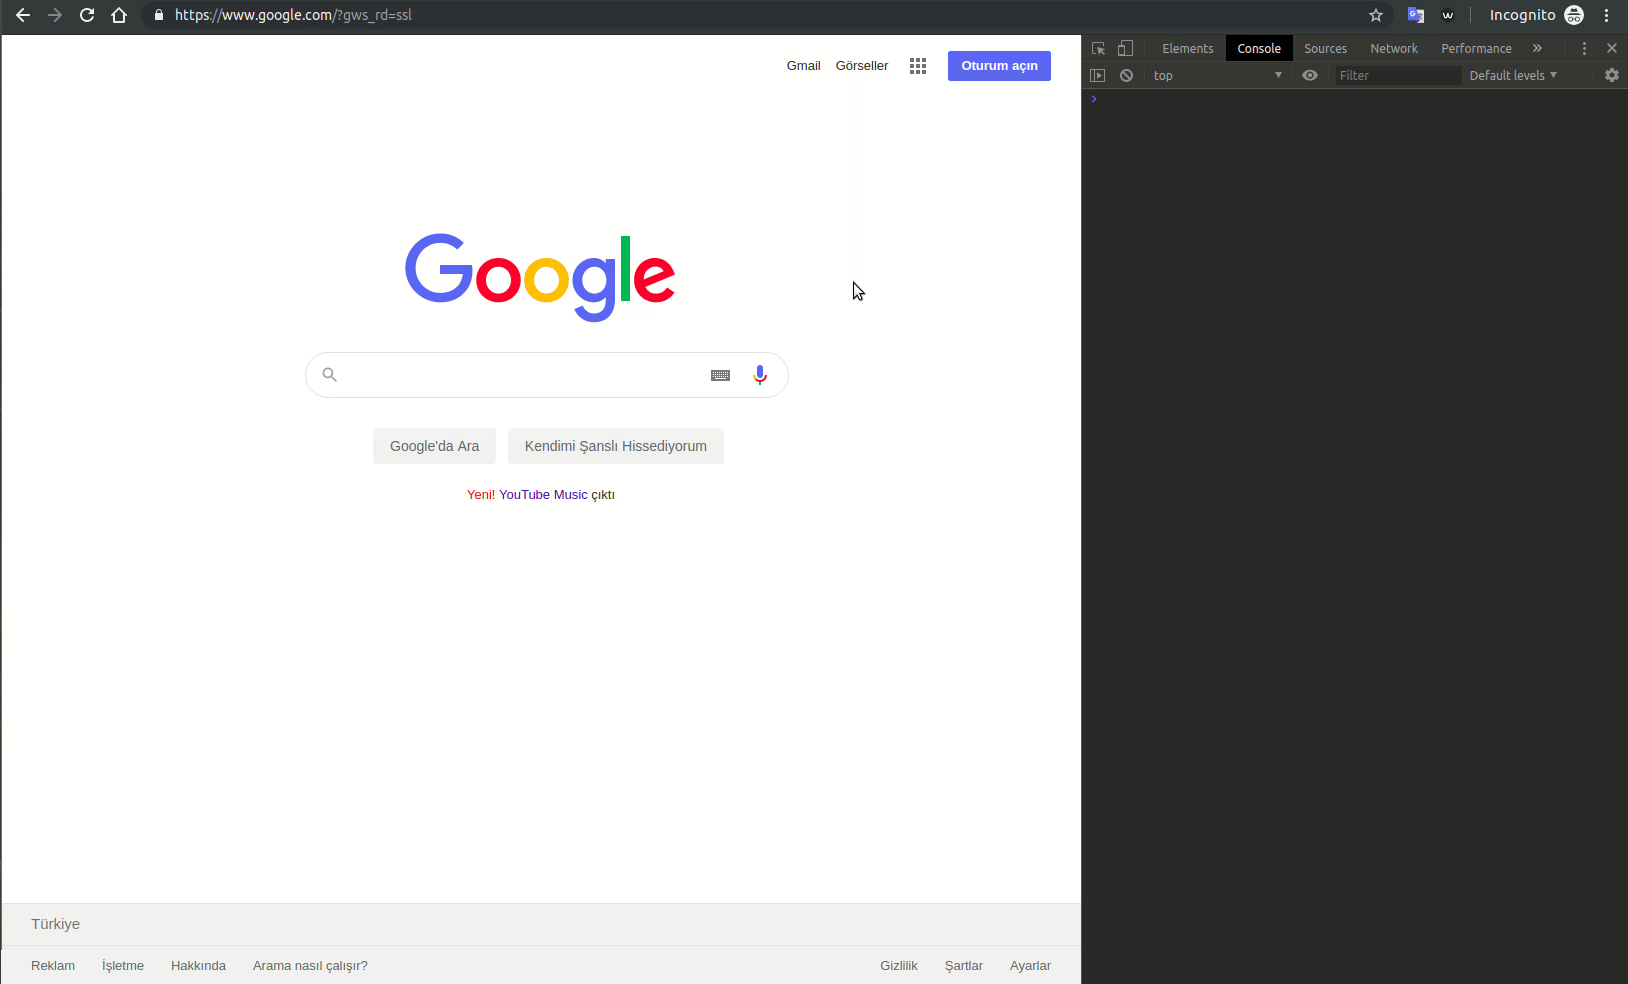 https://www.google.com/?gws_rd=ssl
Incognito
Elements Console Sources Network Performance »
top Filter Default levels
Gmail Görseller Oturum açın
Google
Google'da Ara Kendimi Şanslı Hissediyorum
Yeni! YouTube Music çıktı
Türkiye
Reklam İşletme Hakkında Arama nasıl çalışır? Gizlilik Şartlar Ayarlar